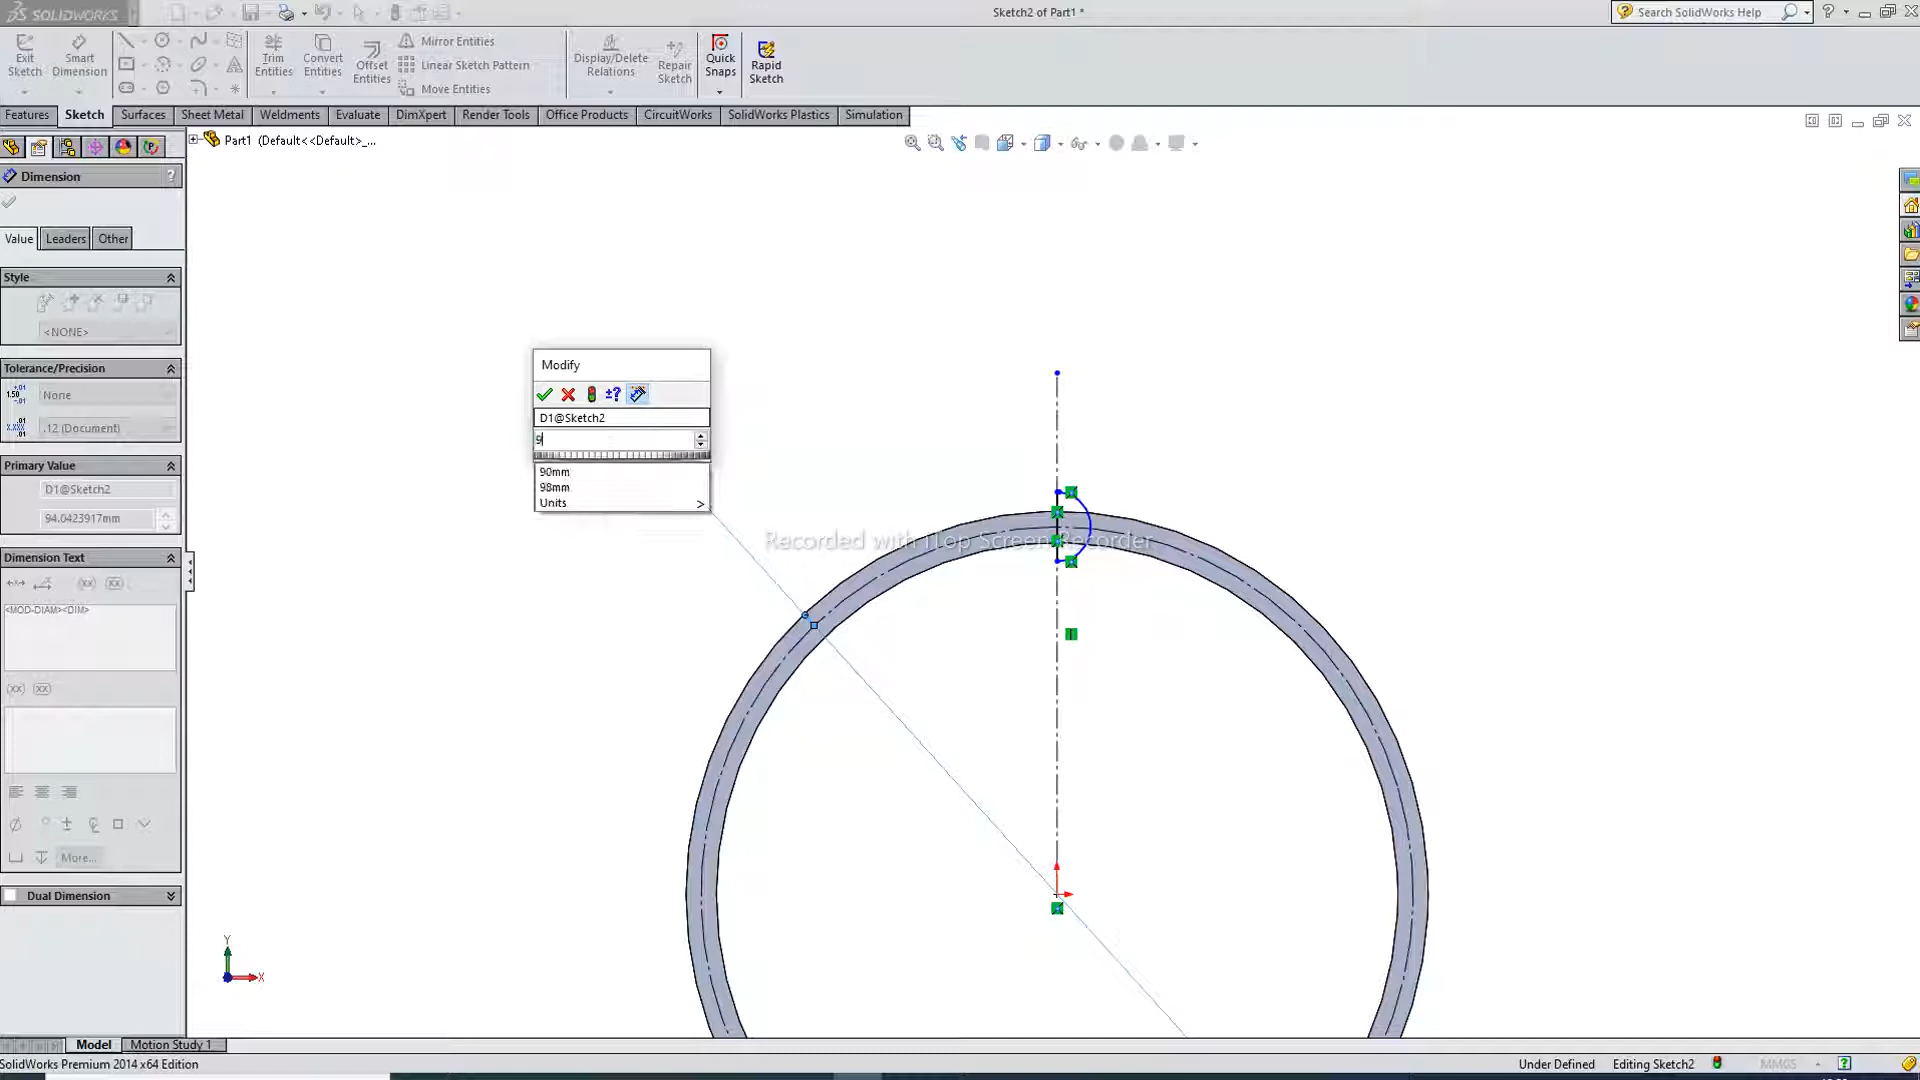 SOLIDWORKS
Sketch2 of Part1 *
Search SolidWorks Help
Exit Sketch
Smart Dimension
Trim Entities
Convert Entities
Offset Entities
Mirror Entities
Linear Sketch Pattern
Move Entities
Display/Delete Relations
Repair Sketch
Quick Snaps
Rapid Sketch
Features
Sketch
Surfaces
Sheet Metal
Weldments
Evaluate
DimXpert
Render Tools
Office Products
CircuitWorks
SolidWorks Plastics
Simulation
Part1 (Default<<Default>_...
Dimension
Value
Leaders
Other
Style
<NONE>
Tolerance/Precision
None
.12 (Document)
Primary Value
D1@Sketch2
94.0423917mm
Dimension Text
<MOD-DIAM><DIM>
(xx) (xx)
More...
Dual Dimension
Modify
D1@Sketch2
9
90mm
98mm
Units
Recorded with iTop Screen Recorder
Y
X
Model
Motion Study 1
SolidWorks Premium 2014 x64 Edition
Under Defined
Editing Sketch2
MMGS